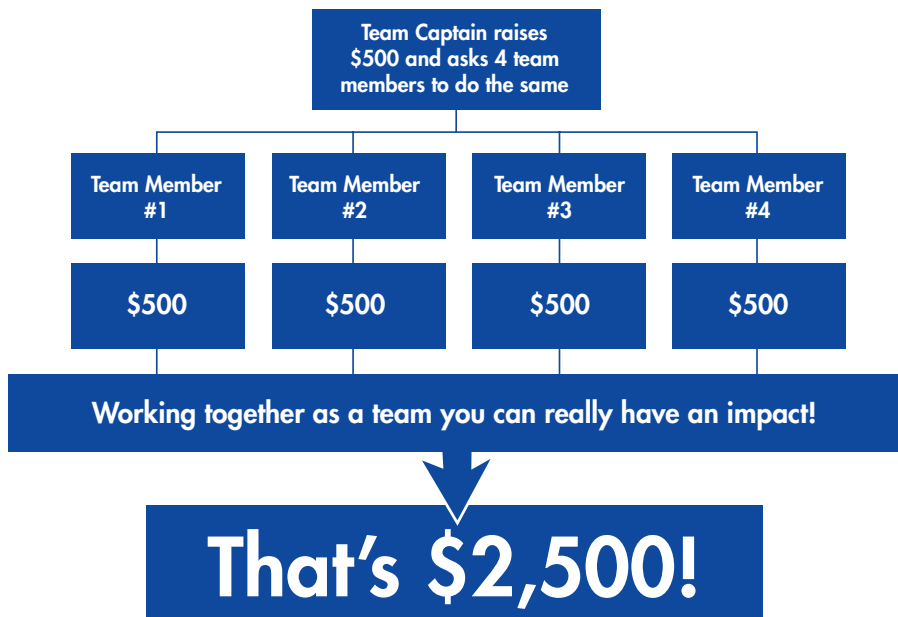 Team Captain raises
$500 and asks 4 team
members to do the same
Team Member
#1
Team Member
#2
Team Member
#3
Team Member
#4
$500
$500
$500
$500
Working together as a team you can really have an impact!
That’s $2,500!